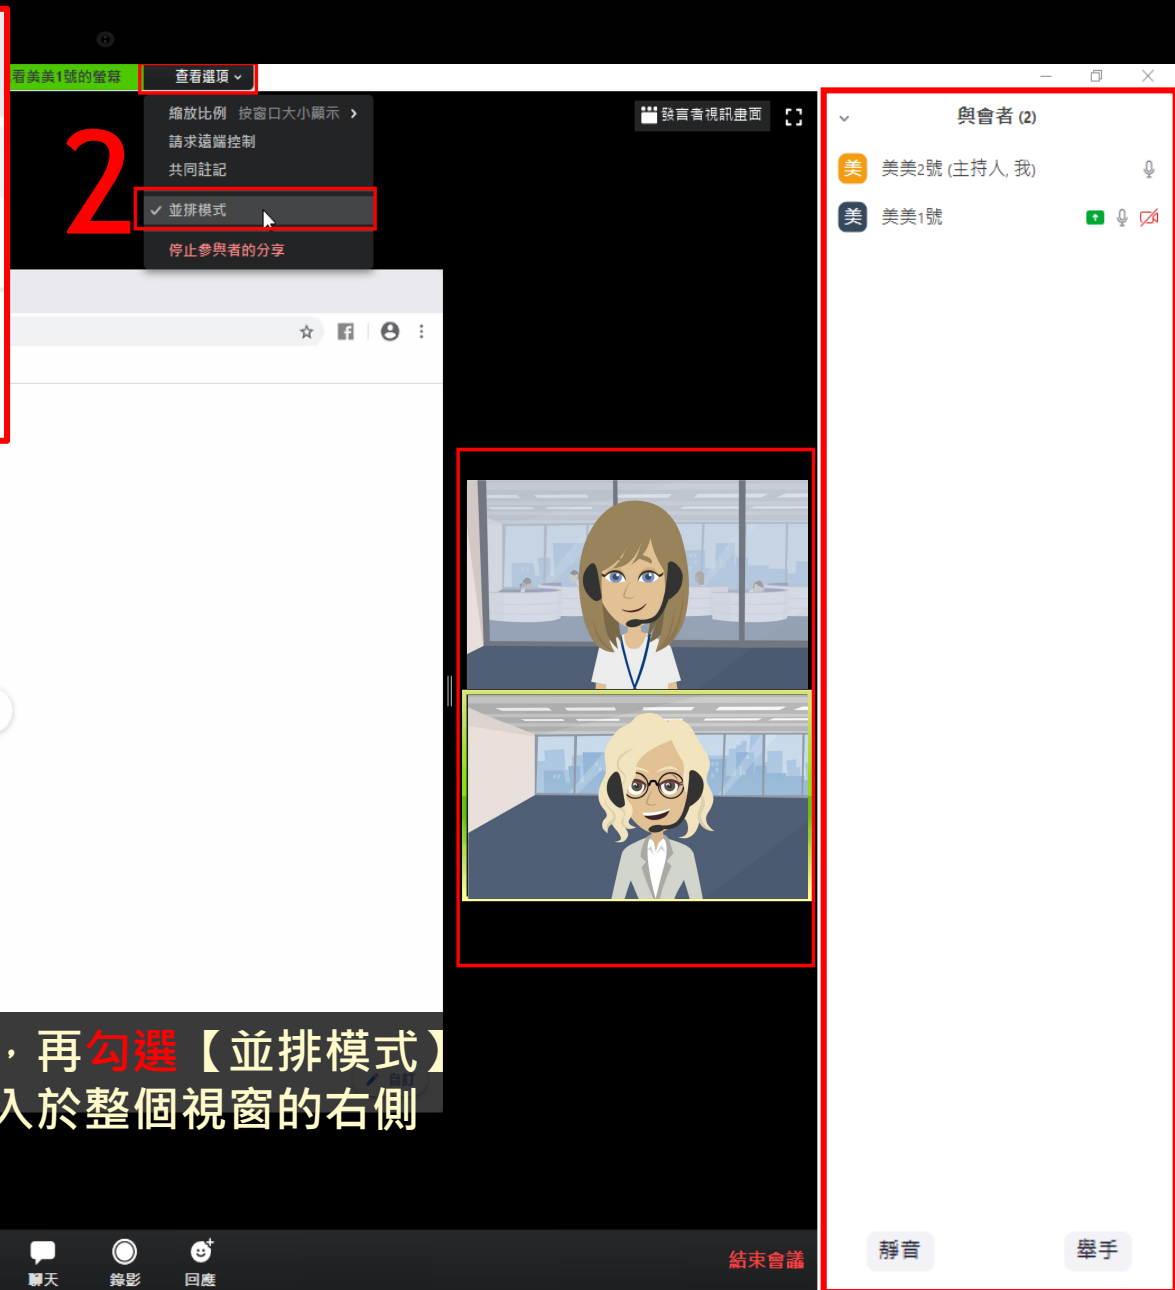 看美美1號的螢幕
查看選項
縮放比例 按窗口大小顯示
請求遠端控制
共同註記
並排模式
停止參與者的分享
2
發言者視訊畫面
與會者 (2)
美 美美2號 (主持人, 我)
美 美美1號
自訂
，再勾選【並排模式】
入於整個視窗的右側
聊天
錄影
回應
結束會議
靜音
舉手